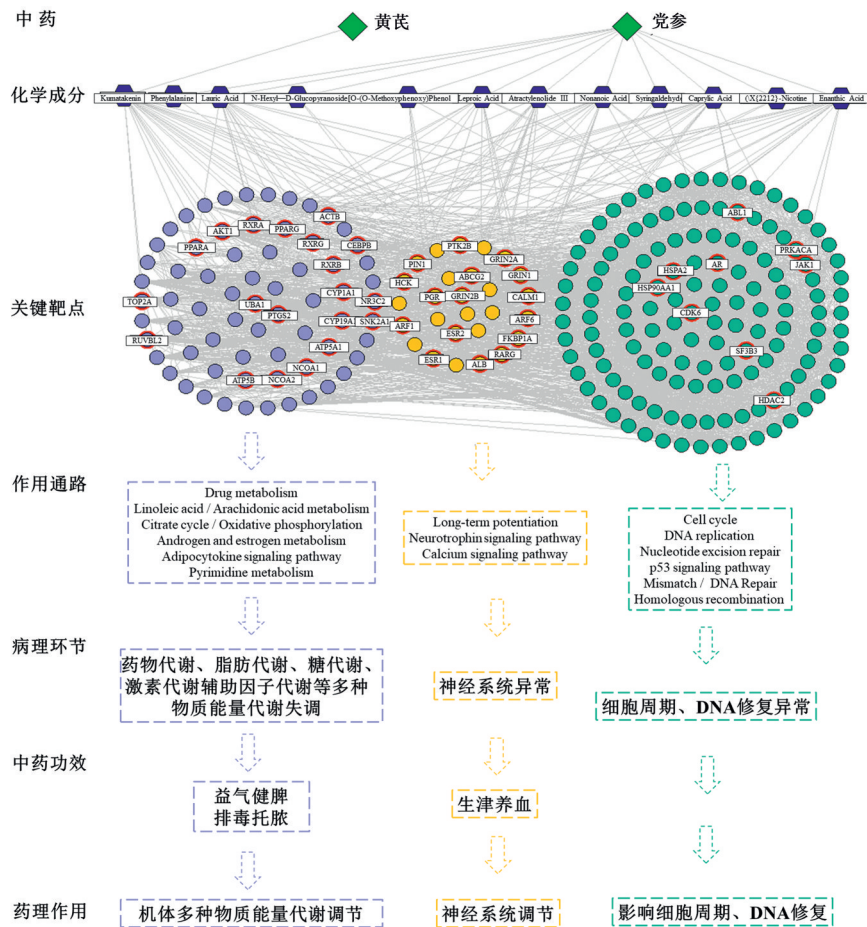 中药
黄芪
党参
化学成分
Kumatakenin
Phenylalanine
Lauric Acid
N-Hexyl—D-Glucopyranoside
[O-(O-Methoxyphenoxy)Phenol
Leproic Acid
Atractylenolide III
Nonanoic Acid
Syringaldehyde
Caprylic Acid
(-\X{2212}-Nicotine
Enanthic Acid
关键靶点
ACTB
AKT1
RXRA
PPARG
PPARA
RXRG
CEBPB
RXRB
TOP2A
UBA1
CYP1A1
NR3C2
PTGS2
CYP19A1
SNK2A1
RUVBL2
ATP5A1
NCOA1
ATP5B
NCOA2
PTK2B
PIN1
GRIN2A
HCK
ABCG2
GRIN1
PGR
GRIN2B
CALM1
ARF1
ARF6
ESR2
FKBP1A
ESR1
ALB
RARG
ABL1
PRKACA
AR
JAK1
HSPA2
HSP90AA1
CDK6
SF3B3
HDAC2
作用通路
Drug metabolism
Linoleic acid / Arachidonic acid metabolism
Citrate cycle / Oxidative phosphorylation
Androgen and estrogen metabolism
Adipocytokine signaling pathway
Pyrimidine metabolism
Long-term potentiation
Neurotrophin signaling pathway
Calcium signaling pathway
Cell cycle
DNA replication
Nucleotide excision repair
p53 signaling pathway
Mismatch / DNA Repair
Homologous recombination
病理环节
药物代谢、脂肪代谢、糖代谢、
激素代谢辅助因子代谢等多种
物质能量代谢失调
神经系统异常
细胞周期、DNA修复异常
中药功效
益气健脾
排毒托脓
生津养血
药理作用
机体多种物质能量代谢调节
神经系统调节
影响细胞周期、DNA修复